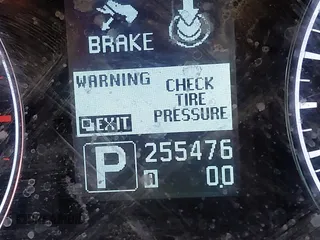 BRAKE
WARNING
CHECK
TIRE
PRESSURE
EXIT
P
255476
A
0.0